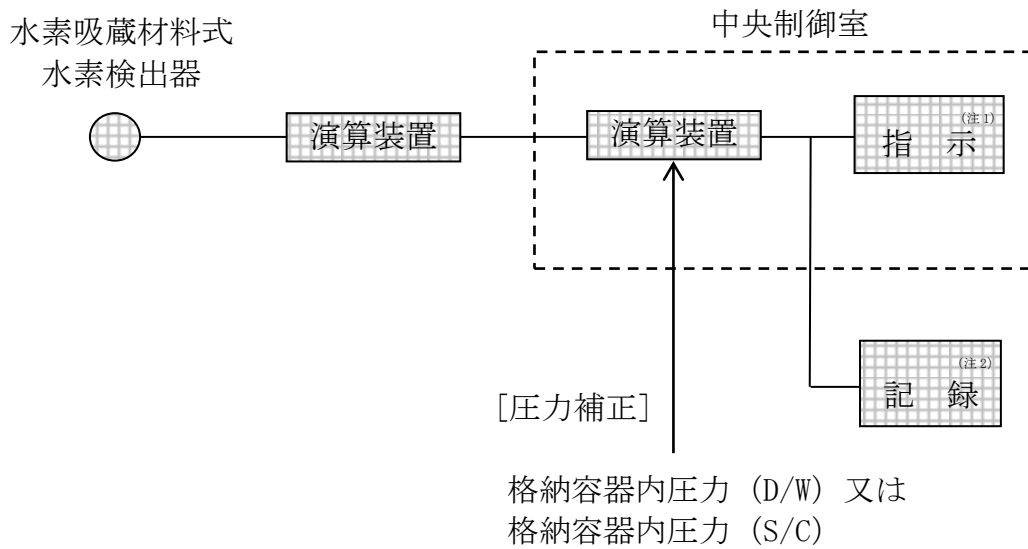 中央制御室
水素吸蔵材料式
水素検出器
演算装置
演算装置
指　示 (注1)
記　録 (注2)
[圧力補正]
格納容器内圧力 (D/W) 又は
格納容器内圧力 (S/C)